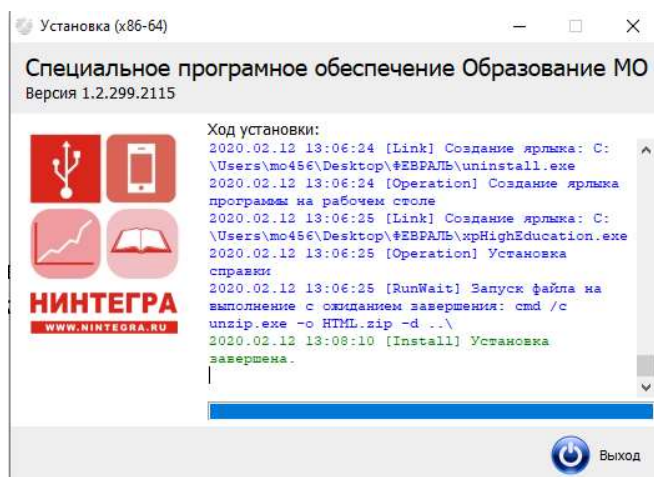 Установка (x86-64)
Специальное програмное обеспечение Образование МО
Версия 1.2.299.2115
Ход установки:
2020.02.12 13:06:24 [Link] Создание ярлыка: C:
\Users\mo456\Desktop\ФЕВРАЛЬ\uninstall.exe
2020.02.12 13:06:24 [Operation] Создание ярлыка
программы на рабочем столе
2020.02.12 13:06:25 [Link] Создание ярлыка: C:
\Users\mo456\Desktop\ФЕВРАЛЬ\xpHighEducation.exe
2020.02.12 13:06:25 [Operation] Установка
справки
2020.02.12 13:06:25 [RunWait] Запуск файла на
выполнение с ожиданием завершения: cmd /c
unzip.exe -o HTML.zip -d ..\
2020.02.12 13:08:10 [Install] Установка
завершена.
НИНТЕГРА
WWW.NINTEGRA.RU
Выход